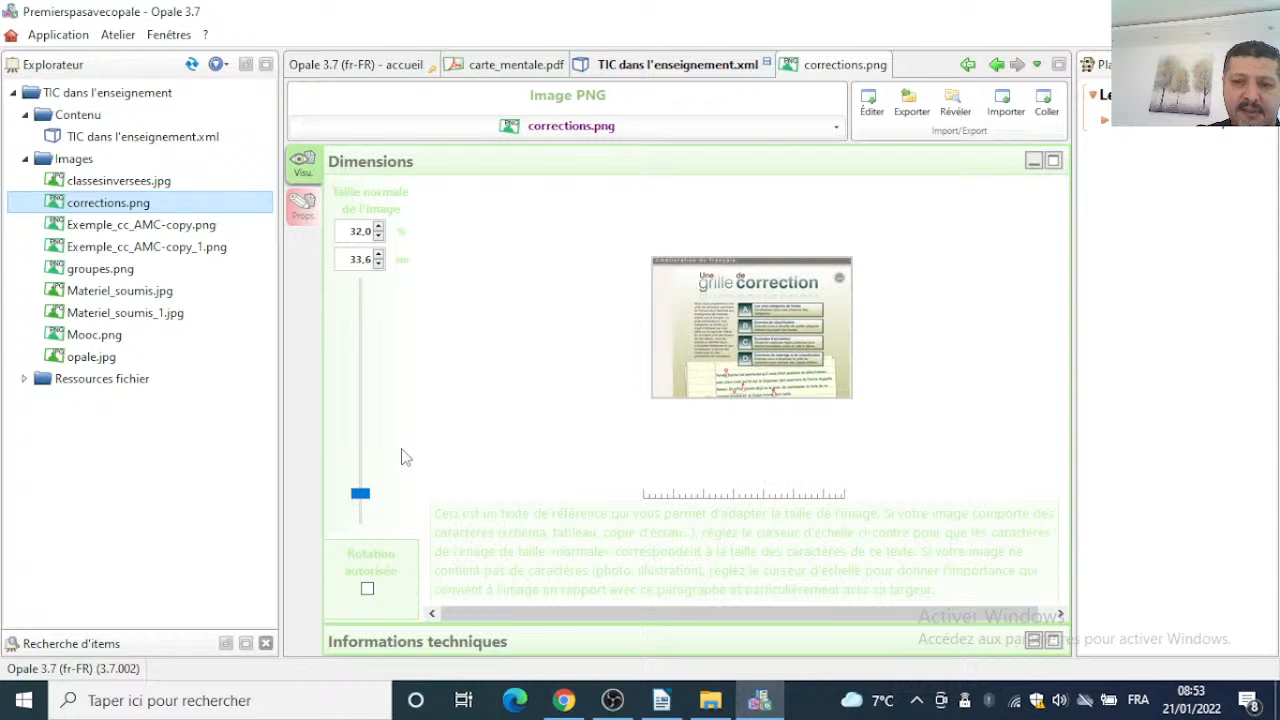 Premierspasavecopale - Opale 3.7
Application Atelier Fenêtres ?
Explorateur
TIC dans l'enseignement
Contenu
TIC dans l'enseignement.xml
Images
classesinversees.jpg
corrections.png
Exemple_cc_AMC-copy.png
Exemple_cc_AMC-copy_1.png
groupes.png
Materiel_soumis.jpg
Materiel_soumis_1.jpg
opale.jpg
Ressources fichier
Recherche d'items
Opale 3.7 (fr-FR) - accueil
carte_mentale.pdf
TIC dans l'enseignement.xml
corrections.png
Image PNG
corrections.png
Éditer Exporter Révéler Importer Coller
Import/Export
Visu.
Props
Dimensions
Taille normale
de l'image
32,0 %
33,6 em
Amélioration du français
Une grille de correction
A
B
C
D
Ceci est un texte de référence qui vous permet d'adapter la taille de l'image. Si votre image comporte des
caractères (schéma, tableau, copie d'écran...), réglez le curseur d'échelle ci-contre pour que les caractères
de l'image de taille «normale» correspondent à la taille des caractères de ce texte. Si votre image ne
contient pas de caractères (photo, illustration), réglez le curseur d'échelle pour donner l'importance qui
convient à l'image en rapport avec ce paragraphe et particulièrement avec sa largeur.
Rotation
autorisée
Informations techniques
Activer Windows
Accédez aux paramètres pour activer Windows.
Opale 3.7 (fr-FR) (3.7.002)
Taper ici pour rechercher
7°C
FRA
08:53
21/01/2022
8